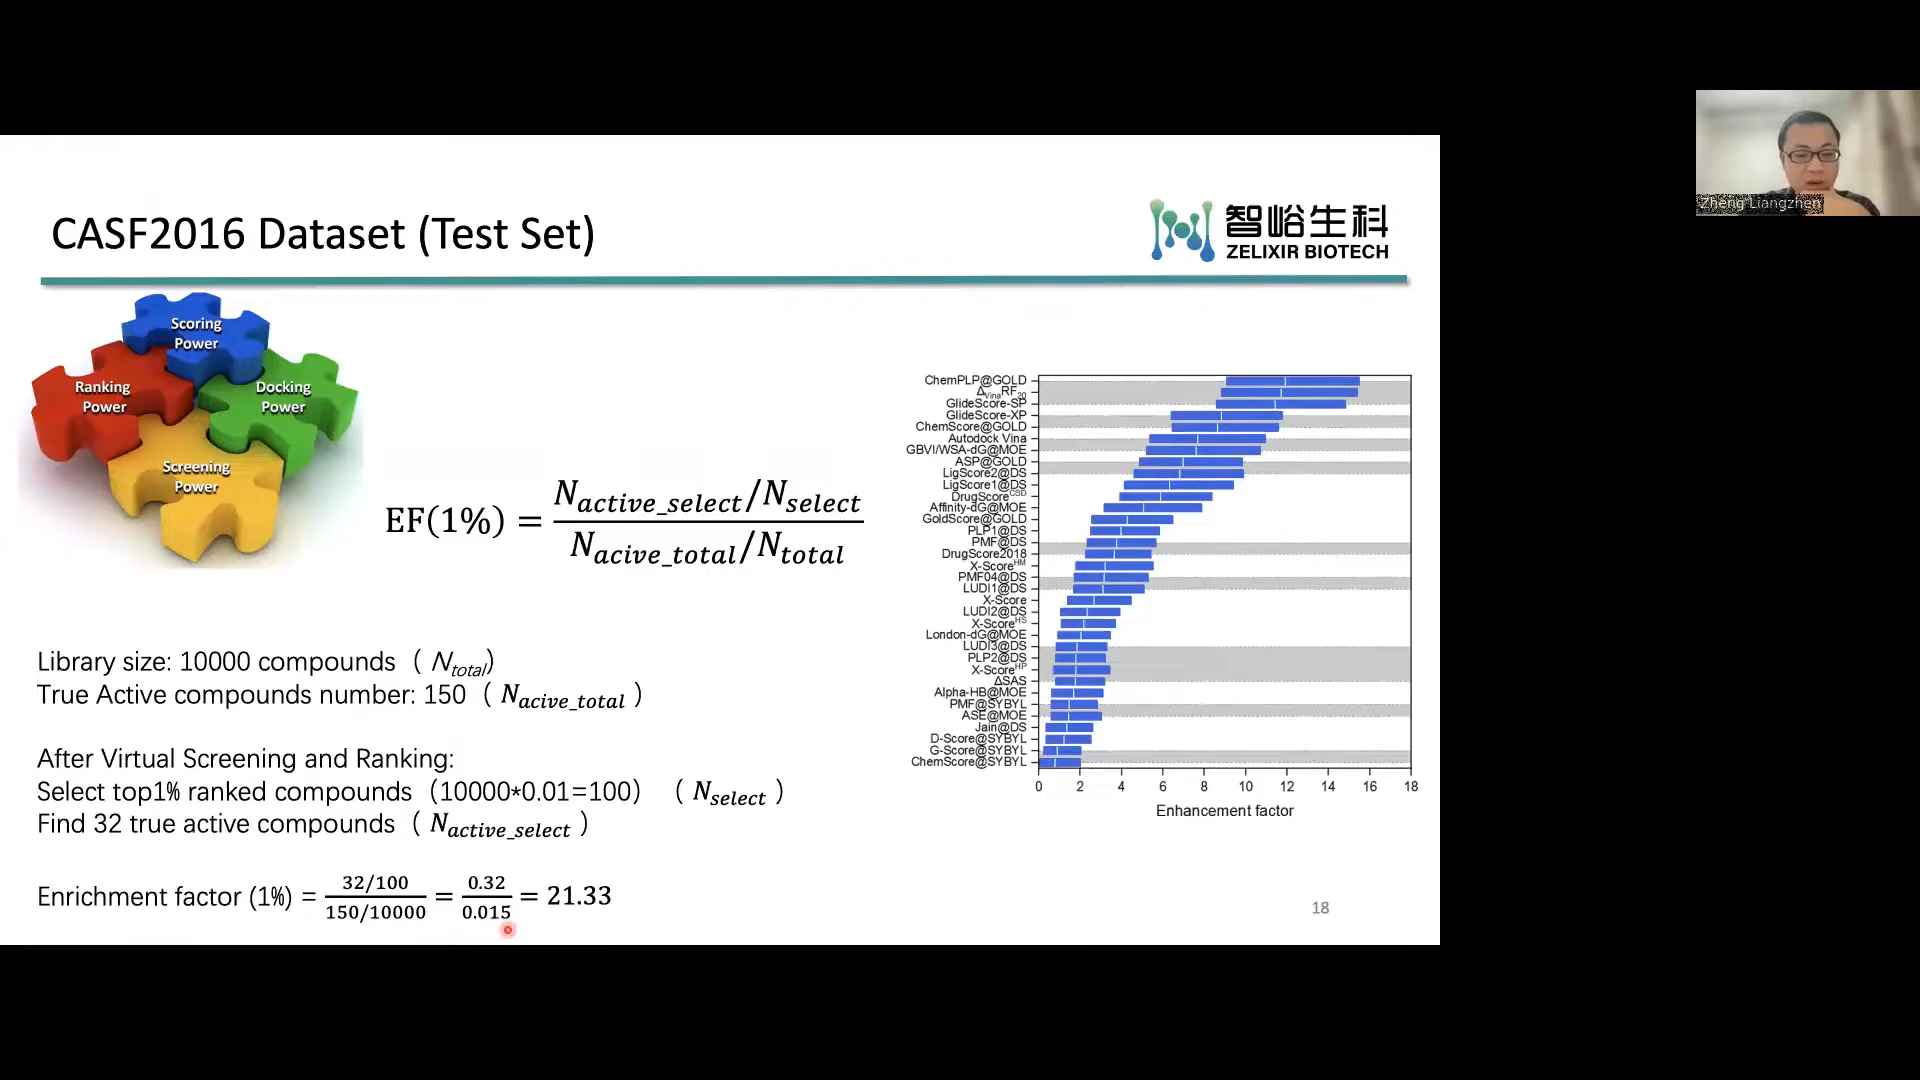 CASF2016 Dataset (Test Set)
智峪生科
ZELIXIR BIOTECH
Zheng Liangzhen
Scoring
Power
Ranking
Power
Docking
Power
Screening
Power
EF(1%) = (N_active_select/N_select) / (N_acive_total/N_total)
Library size: 10000 compounds ( N_total)
True Active compounds number: 150 ( N_acive_total )
After Virtual Screening and Ranking:
Select top1% ranked compounds (10000*0.01=100) ( N_select )
Find 32 true active compounds ( N_active_select )
Enrichment factor (1%) = (32/100) / (150/10000) = 0.32 / 0.015 = 21.33
ChemPLP@GOLD
Δ_Vina RF_20
GlideScore-SP
GlideScore-XP
ChemScore@GOLD
Autodock Vina
GBVI/WSA-dG@MOE
ASP@GOLD
LigScore2@DS
LigScore1@DS
DrugScore^CSD
Affinity-dG@MOE
GoldScore@GOLD
PLP1@DS
PMF@DS
DrugScore2018
X-Score^HM
PMF04@DS
LUDI1@DS
X-Score
LUDI2@DS
X-Score^HS
London-dG@MOE
LUDI3@DS
PLP2@DS
X-Score^HP
ΔSAS
Alpha-HB@MOE
PMF@SYBYL
ASE@MOE
Jain@DS
D-Score@SYBYL
G-Score@SYBYL
ChemScore@SYBYL
0 2 4 6 8 10 12 14 16 18
Enhancement factor
18